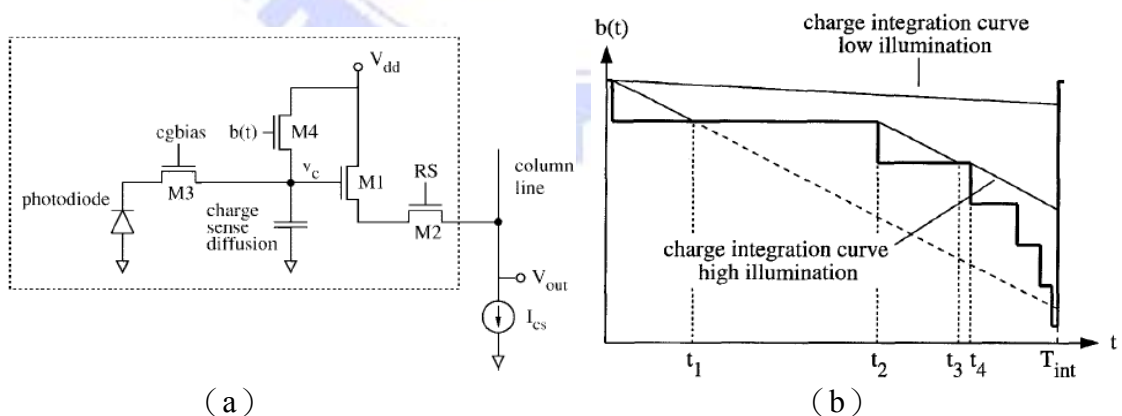 V_dd
cgbias
b(t)
M4
v_c
M1
RS
column
line
photodiode
M3
charge
sense
diffusion
M2
V_out
I_cs
(a)
b(t)
charge integration curve
low illumination
charge integration curve
high illumination
t_1
t_2
t_3
t_4
T_int
t
(b)